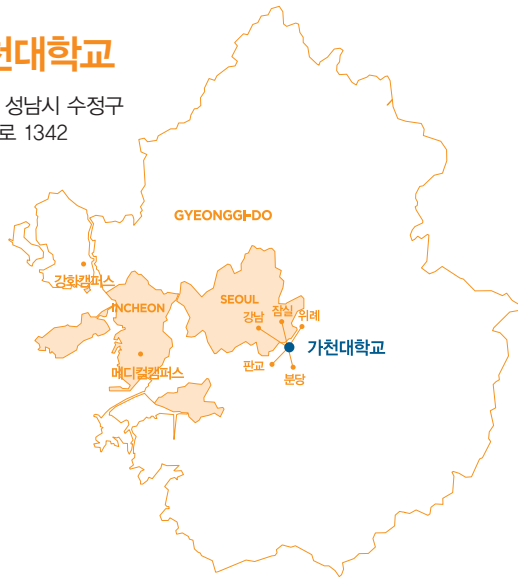 천대학교
성남시 수정구
로 1342
GYEONGGI-DO
강화캠퍼스
INCHEON
SEOUL
강남
잠실
위례
가천대학교
판교
분당
메디컬캠퍼스